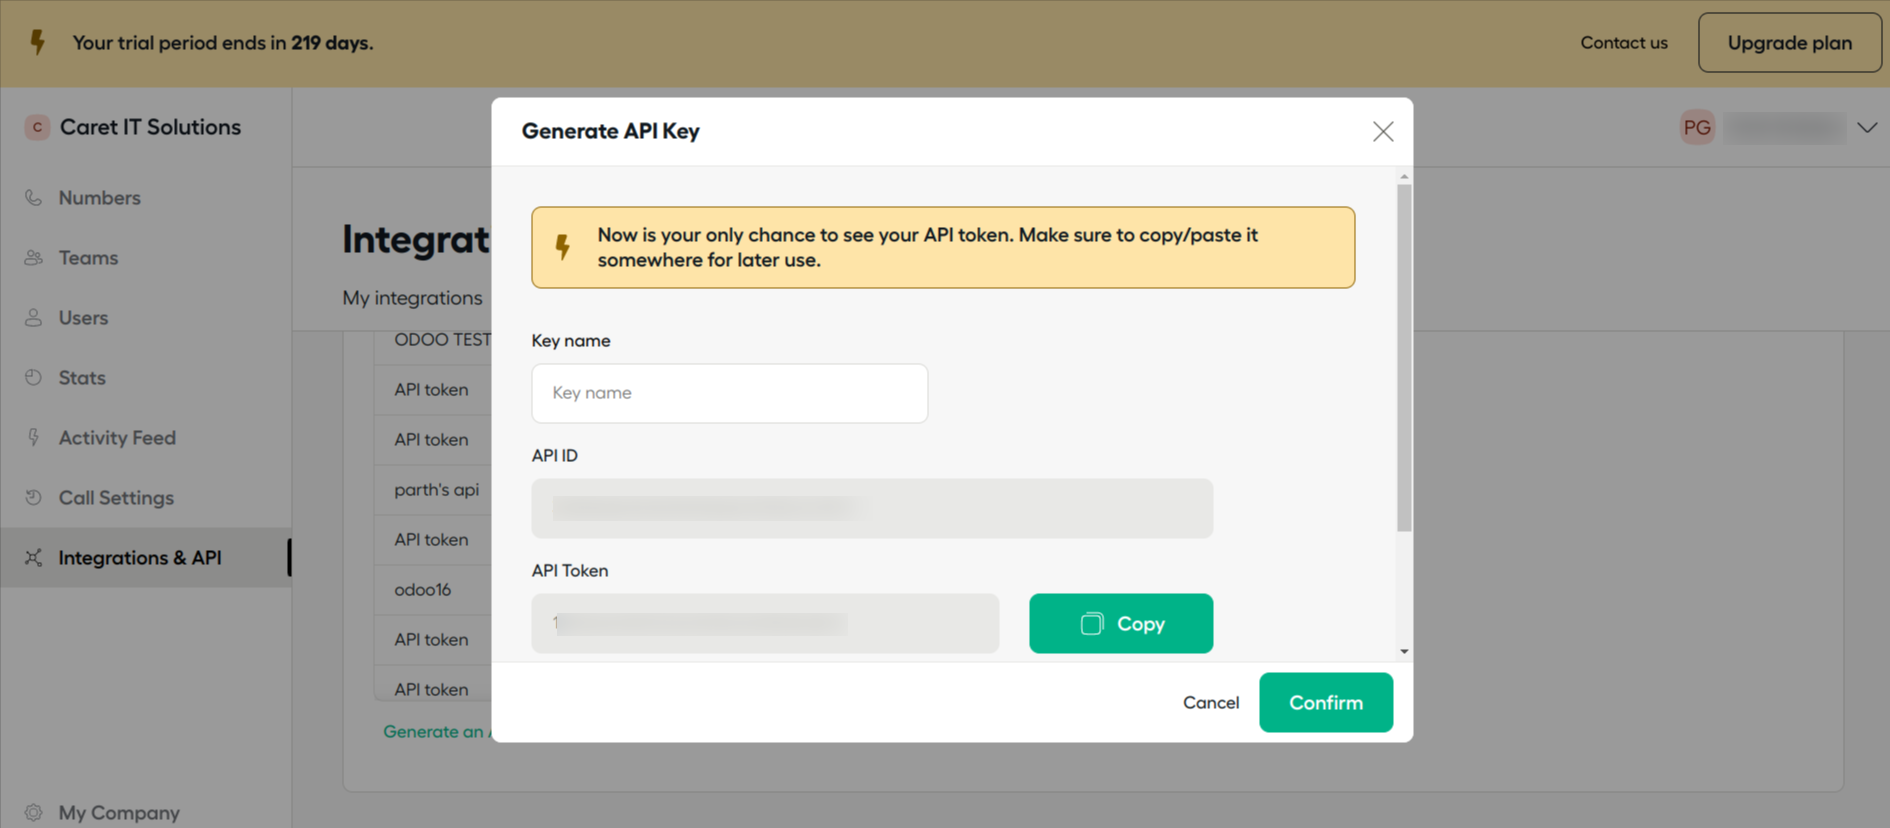 Your trial period ends in 219 days.
Contact us
Upgrade plan
C
Caret IT Solutions
PG
Numbers
Teams
Users
Stats
Activity Feed
Call Settings
Integrations & API
My Company
Integrat
My integrations
ODOO TEST
API token
API token
parth's api
API token
odoo16
API token
API token
Generate an
Generate API Key
Now is your only chance to see your API token. Make sure to copy/paste it
somewhere for later use.
Key name
Key name
API ID
API Token
Copy
Cancel
Confirm